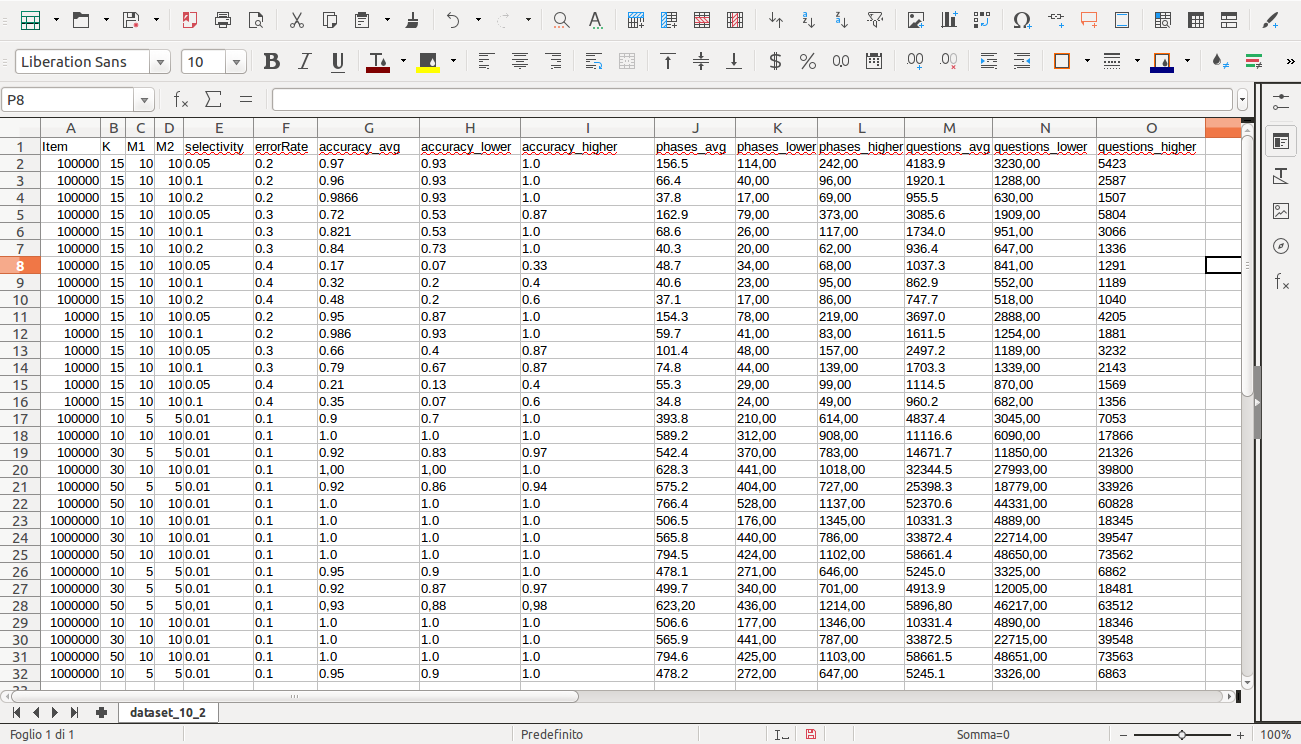 Liberation Sans 10
P8
A B C D E F G H I J K L M N O
1 Item K M1 M2 selectivity errorRate accuracy_avg accuracy_lower accuracy_higher phases_avg phases_lower phases_higher questions_avg questions_lower questions_higher
2 100000 15 10 10 0.05 0.2 0.97 0.93 1.0 156.5 114,00 242,00 4183.9 3230,00 5423
3 100000 15 10 10 0.1 0.2 0.96 0.93 1.0 66.4 40,00 96,00 1920.1 1288,00 2587
4 100000 15 10 10 0.2 0.2 0.9866 0.93 1.0 37.8 17,00 69,00 955.5 630,00 1507
5 100000 15 10 10 0.05 0.3 0.72 0.53 0.87 162.9 79,00 373,00 3085.6 1909,00 5804
6 100000 15 10 10 0.1 0.3 0.821 0.53 1.0 68.6 26,00 117,00 1734.0 951,00 3066
7 100000 15 10 10 0.2 0.3 0.84 0.73 1.0 40.3 20,00 62,00 936.4 647,00 1336
8 100000 15 10 10 0.05 0.4 0.17 0.07 0.33 48.7 34,00 68,00 1037.3 841,00 1291
9 100000 15 10 10 0.1 0.4 0.32 0.2 0.4 40.6 23,00 95,00 862.9 552,00 1189
10 100000 15 10 10 0.2 0.4 0.48 0.2 0.6 37.1 17,00 86,00 747.7 518,00 1040
11 10000 15 10 10 0.05 0.2 0.95 0.87 1.0 154.3 78,00 219,00 3697.0 2888,00 4205
12 10000 15 10 10 0.1 0.2 0.986 0.93 1.0 59.7 41,00 83,00 1611.5 1254,00 1881
13 10000 15 10 10 0.05 0.3 0.66 0.4 0.87 101.4 48,00 157,00 2497.2 1189,00 3232
14 10000 15 10 10 0.1 0.3 0.79 0.67 0.87 74.8 44,00 139,00 1703.3 1339,00 2143
15 10000 15 10 10 0.05 0.4 0.21 0.13 0.4 55.3 29,00 99,00 1114.5 870,00 1569
16 10000 15 10 10 0.1 0.4 0.35 0.07 0.6 34.8 24,00 49,00 960.2 682,00 1356
17 100000 10 5 5 0.01 0.1 0.9 0.7 1.0 393.8 210,00 614,00 4837.4 3045,00 7053
18 100000 10 10 10 0.01 0.1 1.0 1.0 1.0 589.2 312,00 908,00 11116.6 6090,00 17866
19 100000 30 5 5 0.01 0.1 0.92 0.83 0.97 542.4 370,00 783,00 14671.7 11850,00 21326
20 100000 30 10 10 0.01 0.1 1,00 1,00 1.0 628.3 441,00 1018,00 32344.5 27993,00 39800
21 100000 50 5 5 0.01 0.1 0.92 0.86 0.94 575.2 404,00 727,00 25398.3 18779,00 33926
22 100000 50 10 10 0.01 0.1 1.0 1.0 1.0 766.4 528,00 1137,00 52370.6 44331,00 60828
23 1000000 10 10 10 0.01 0.1 1.0 1.0 1.0 506.5 176,00 1345,00 10331.3 4889,00 18345
24 1000000 30 10 10 0.01 0.1 1.0 1.0 1.0 565.8 440,00 786,00 33872.4 22714,00 39547
25 1000000 50 10 10 0.01 0.1 1.0 1.0 1.0 794.5 424,00 1102,00 58661.4 48650,00 73562
26 1000000 10 5 5 0.01 0.1 0.95 0.9 1.0 478.1 271,00 646,00 5245.0 3325,00 6862
27 1000000 30 5 5 0.01 0.1 0.92 0.87 0.97 499.7 340,00 701,00 4913.9 12005,00 18481
28 1000000 50 5 5 0,01 0,1 0,93 0,88 0,98 623,20 436,00 1214,00 5896,80 46217,00 63512
29 1000000 10 10 10 0.01 0.1 1.0 1.0 1.0 506.6 177,00 1346,00 10331.4 4890,00 18346
30 1000000 30 10 10 0.01 0.1 1.0 1.0 1.0 565.9 441,00 787,00 33872.5 22715,00 39548
31 1000000 50 10 10 0.01 0.1 1.0 1.0 1.0 794.6 425,00 1103,00 58661.5 48651,00 73563
32 1000000 10 5 5 0.01 0.1 0.95 0.9 1.0 478.2 272,00 647,00 5245.1 3326,00 6863
dataset_10_2
Foglio 1 di 1 Predefinito Somma=0 100%